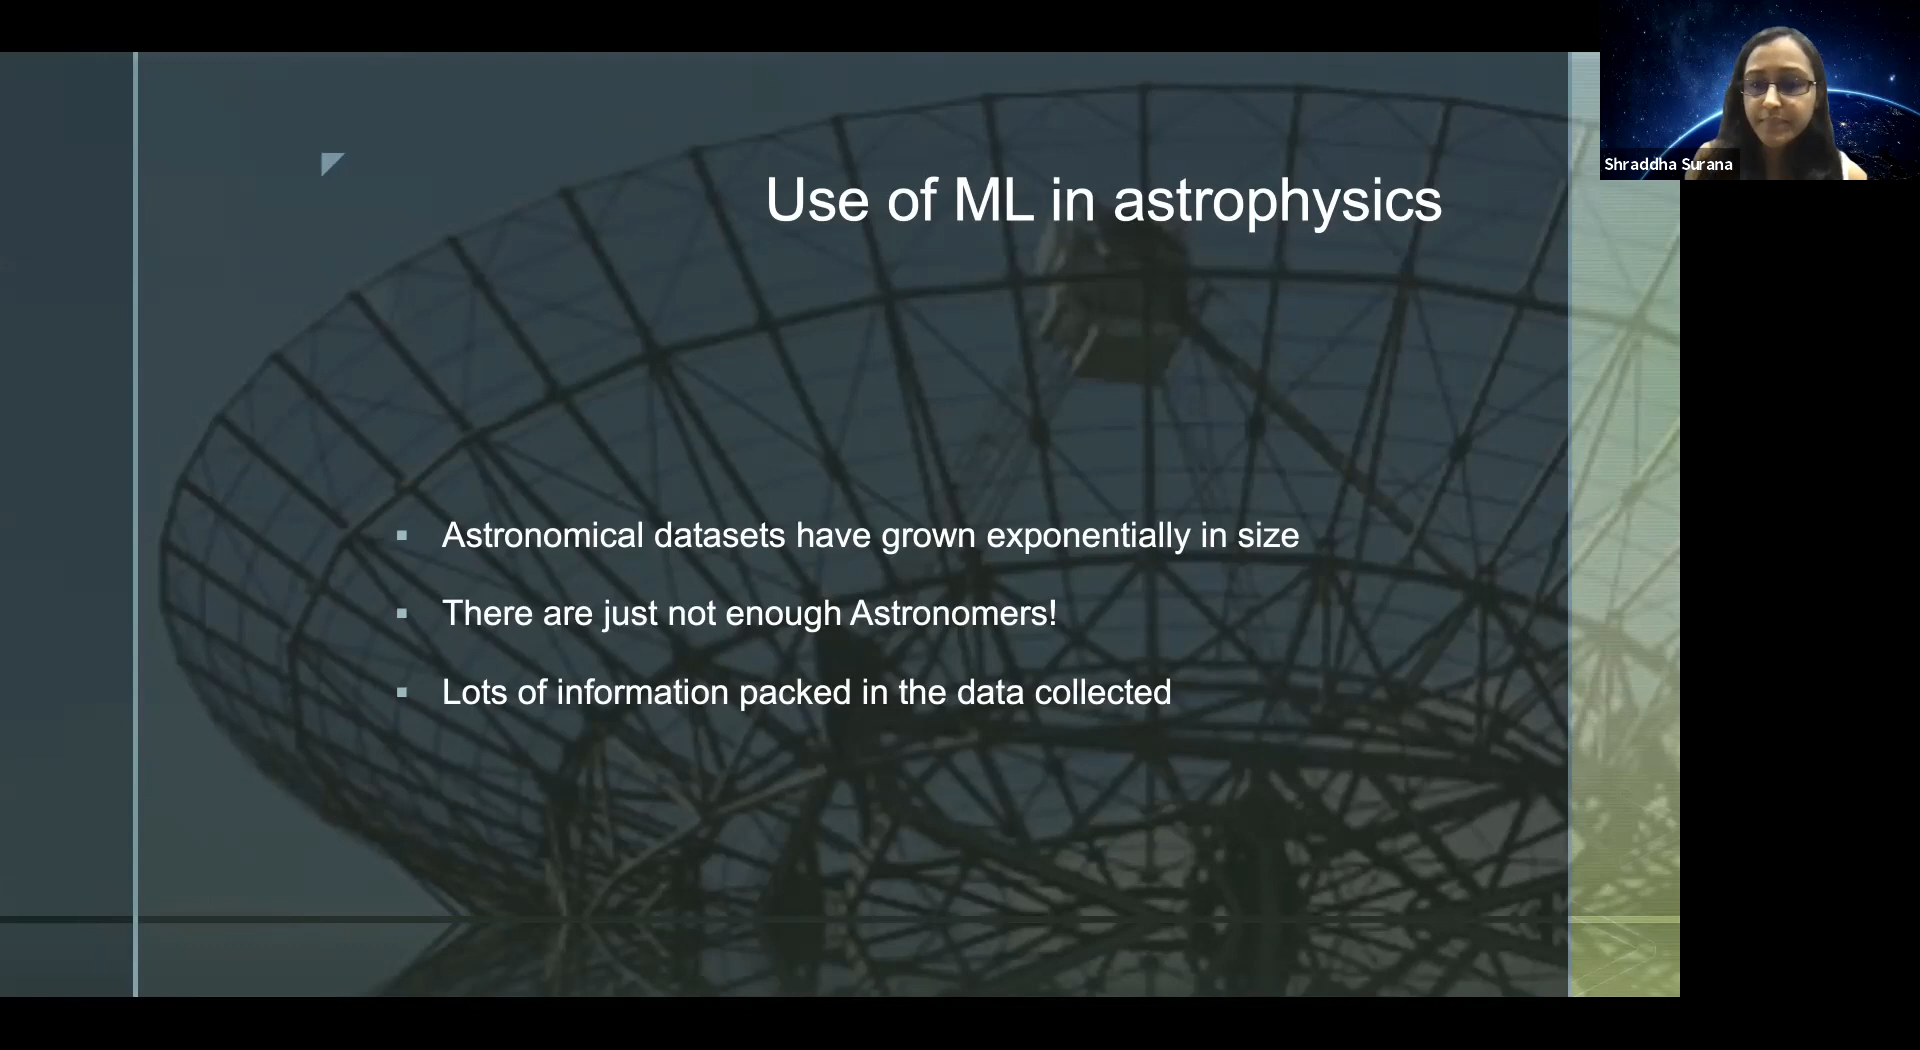 Use of ML in astrophysics
Astronomical datasets have grown exponentially in size
There are just not enough Astronomers!
Lots of information packed in the data collected
Shraddha Surana